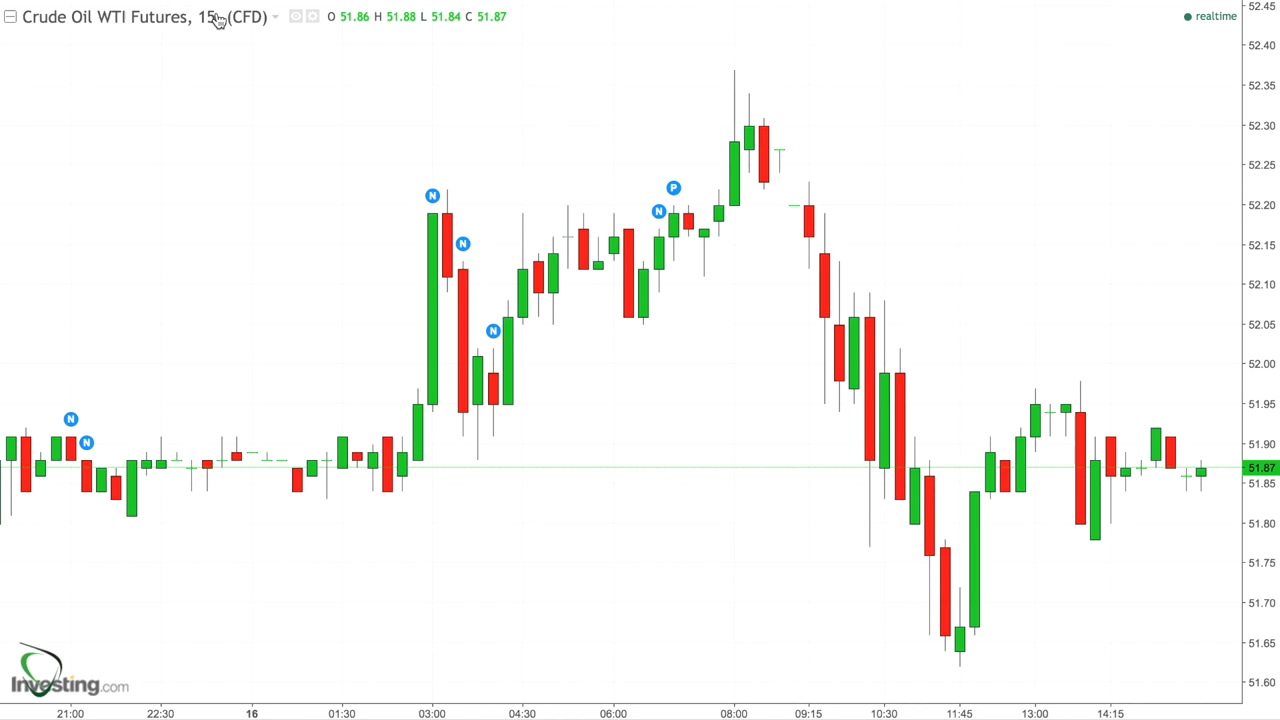 Crude Oil WTI Futures, 15 (CFD) O 51.86 H 51.88 L 51.84 C 51.87
realtime
52.45
52.40
52.35
52.30
52.25
52.20
52.15
52.10
52.05
52.00
51.95
51.90
51.87
51.85
51.80
51.75
51.70
51.65
51.60
N
N
N
N
N
N
P
Investing.com
21:00 22:30 16 01:30 03:00 04:30 06:00 08:00 09:15 10:30 11:45 13:00 14:15